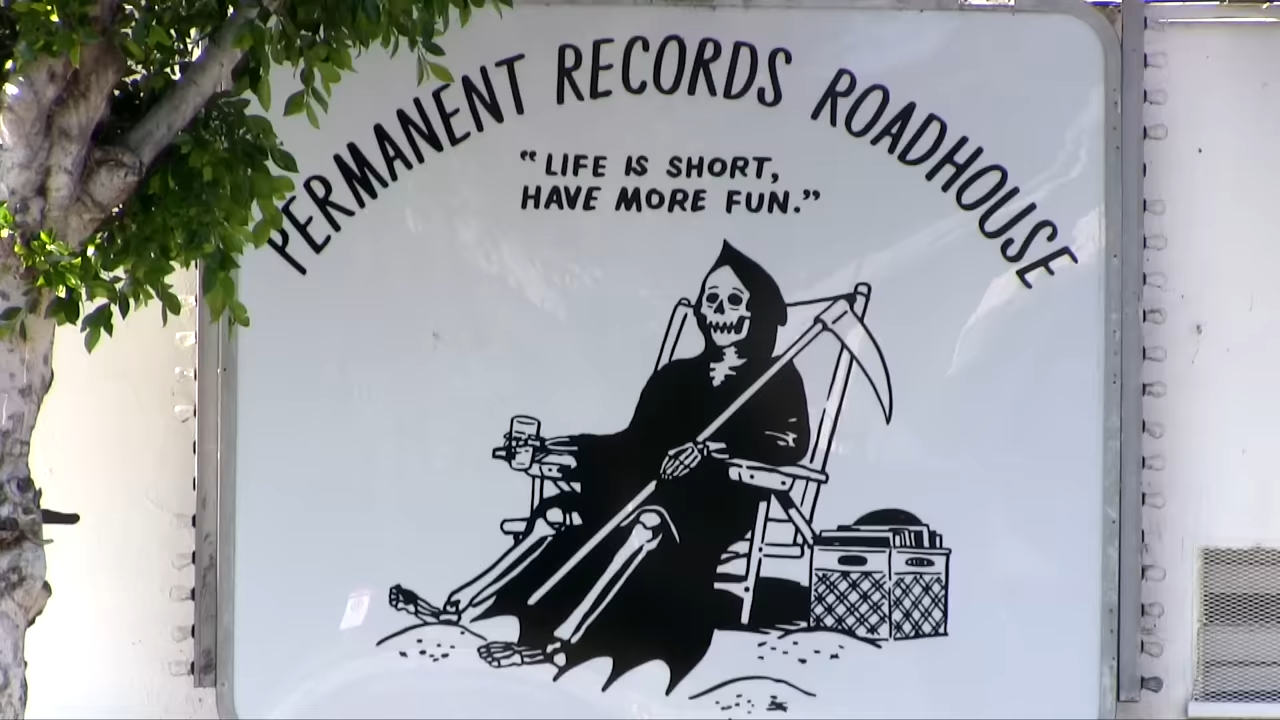 PERMANENT RECORDS ROADHOUSE
“LIFE IS SHORT,
HAVE MORE FUN.”